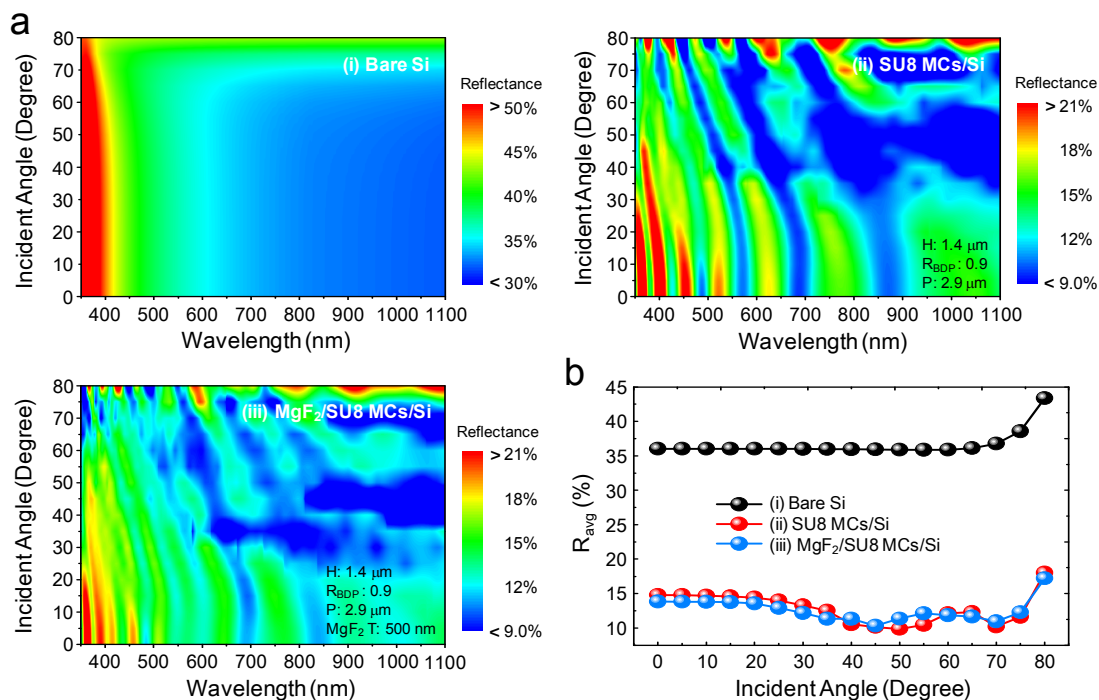 a
80
70
60
50
40
30
20
10
0
Incident Angle (Degree)
(i) Bare Si
400 500 600 700 800 900 1000 1100
Wavelength (nm)
Reflectance
> 50%
45%
40%
35%
< 30%
80
70
60
50
40
30
20
10
0
Incident Angle (Degree)
(ii) SU8 MCs/Si
H: 1.4 μm
R_BDP: 0.9
P: 2.9 μm
400 500 600 700 800 900 1000 1100
Wavelength (nm)
Reflectance
> 21%
18%
15%
12%
< 9.0%
80
70
60
50
40
30
20
10
0
Incident Angle (Degree)
(iii) MgF₂/SU8 MCs/Si
H: 1.4 μm
R_BDP: 0.9
P: 2.9 μm
MgF₂ T: 500 nm
400 500 600 700 800 900 1000 1100
Wavelength (nm)
Reflectance
> 21%
18%
15%
12%
< 9.0%
b
45
40
35
30
25
20
15
10
R_avg (%)
(i) Bare Si
(ii) SU8 MCs/Si
(iii) MgF₂/SU8 MCs/Si
0 10 20 30 40 50 60 70 80
Incident Angle (Degree)